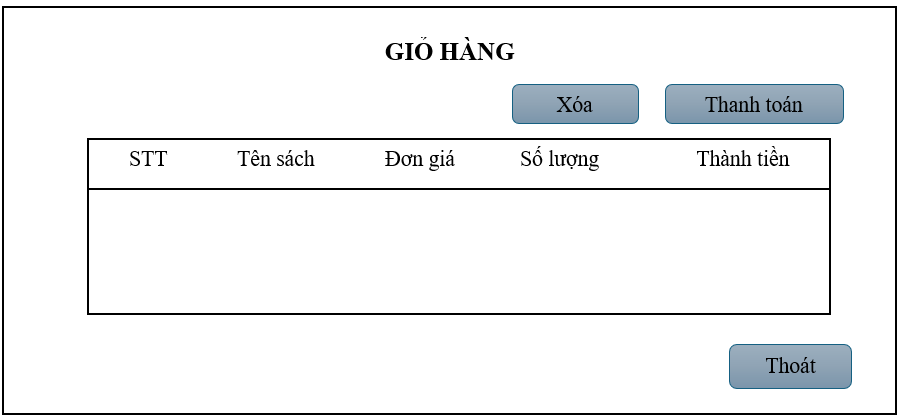 GIỎ HÀNG
Xóa Thanh toán
STT Tên sách Đơn giá Số lượng Thành tiền
Thoát